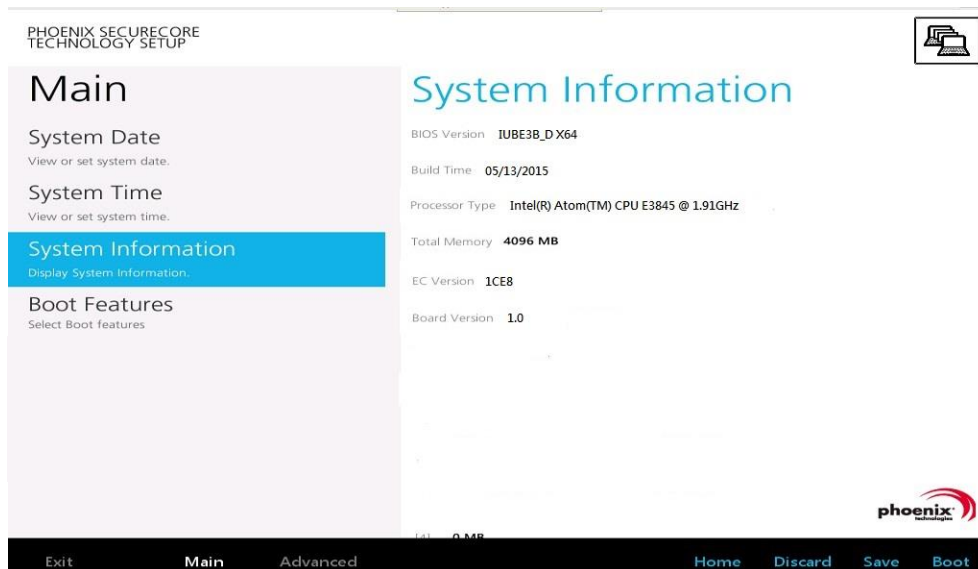 PHOENIX SECURECORE
TECHNOLOGY SETUP
Main
System Date
View or set system date.
System Time
View or set system time.
System Information
Display System Information.
Boot Features
Select Boot features
System Information
BIOS Version IUBE3B_D X64
Build Time 05/13/2015
Processor Type Intel(R) Atom(TM) CPU E3845 @ 1.91GHz
Total Memory 4096 MB
EC Version 1CE8
Board Version 1.0
phoenix
technologies
[4] 0 MB
Exit Main Advanced Home Discard Save Boot